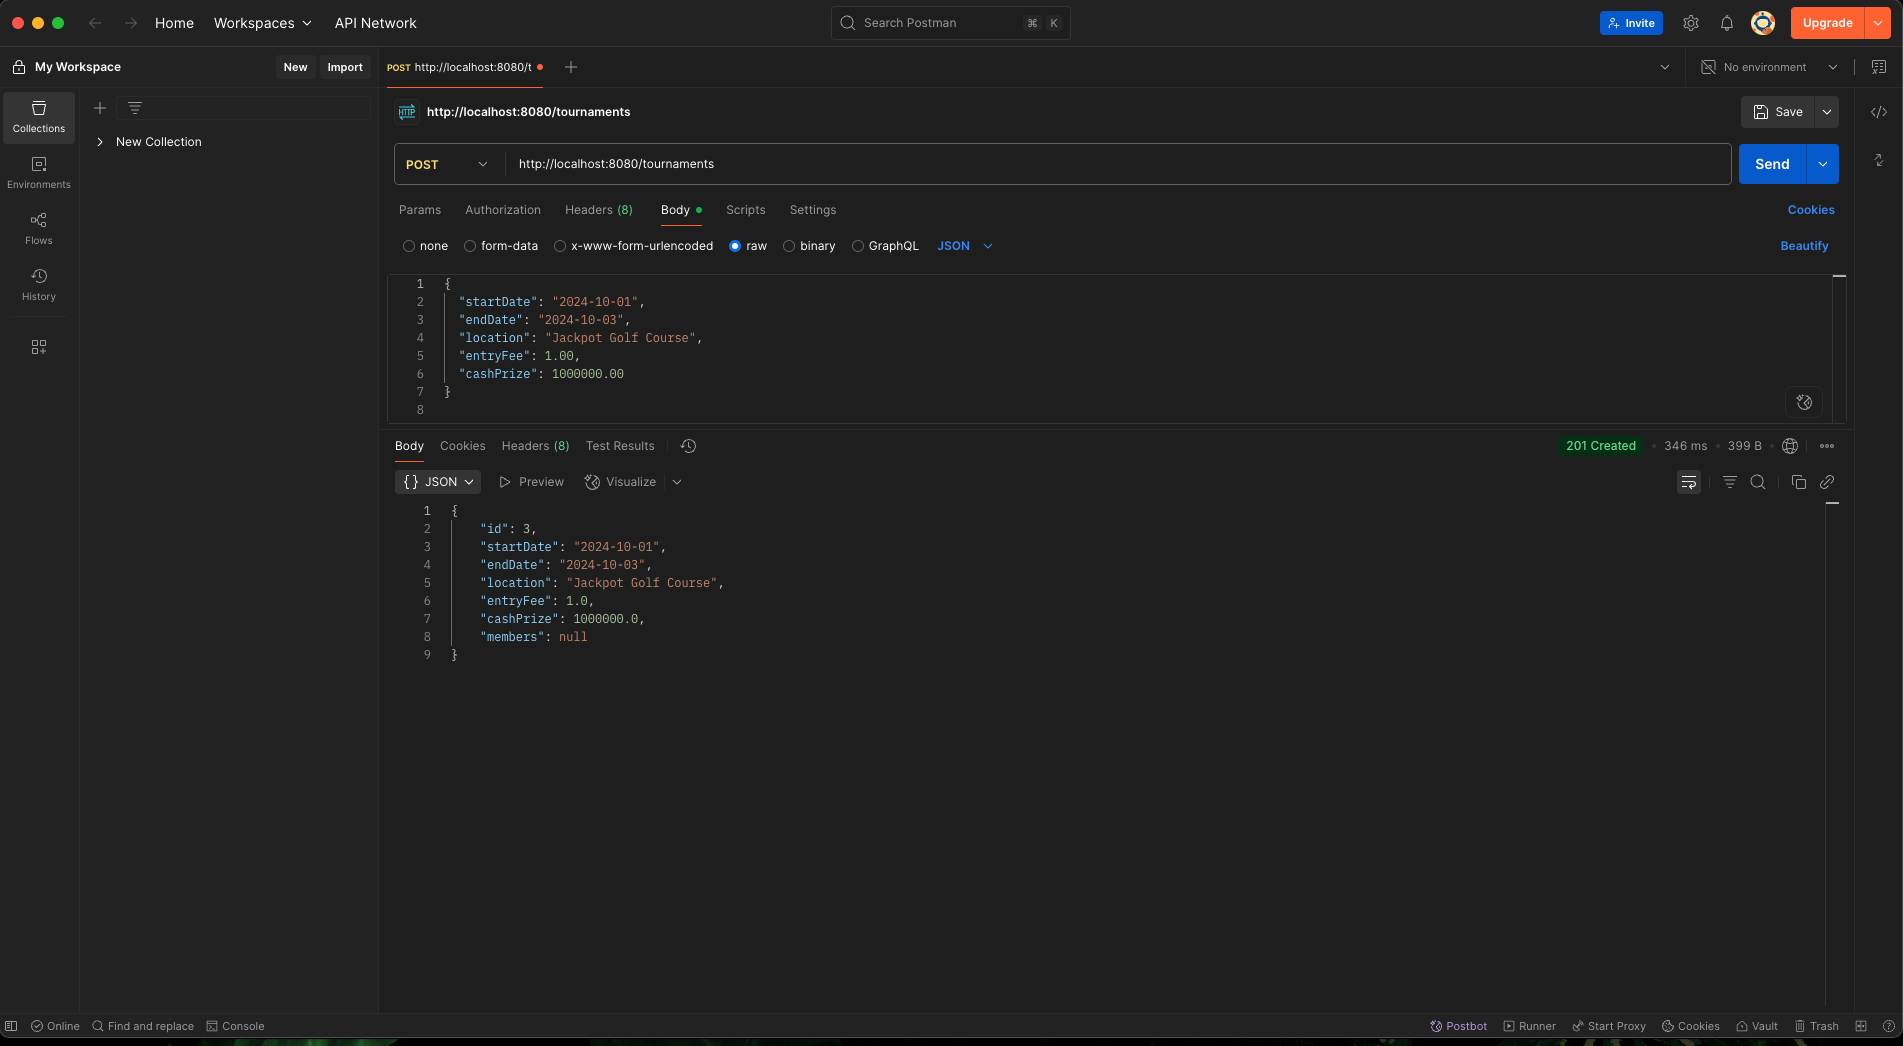 Home Workspaces API Network Search Postman ⌘ K Invite Upgrade
My Workspace New Import POST http://localhost:8080/t No environment
Collections
Environments
Flows
History
New Collection
HTTP http://localhost:8080/tournaments Save
POST http://localhost:8080/tournaments Send
Params Authorization Headers (8) Body Scripts Settings Cookies
none form-data x-www-form-urlencoded raw binary GraphQL JSON Beautify
1 {
2 "startDate": "2024-10-01",
3 "endDate": "2024-10-03",
4 "location": "Jackpot Golf Course",
5 "entryFee": 1.00,
6 "cashPrize": 1000000.00
7 }
8
Body Cookies Headers (8) Test Results 201 Created • 346 ms • 399 B •
{} JSON Preview Visualize
1 {
2 "id": 3,
3 "startDate": "2024-10-01",
4 "endDate": "2024-10-03",
5 "location": "Jackpot Golf Course",
6 "entryFee": 1.0,
7 "cashPrize": 1000000.0,
8 "members": null
9 }
Online Find and replace Console Postbot Runner Start Proxy Cookies Vault Trash